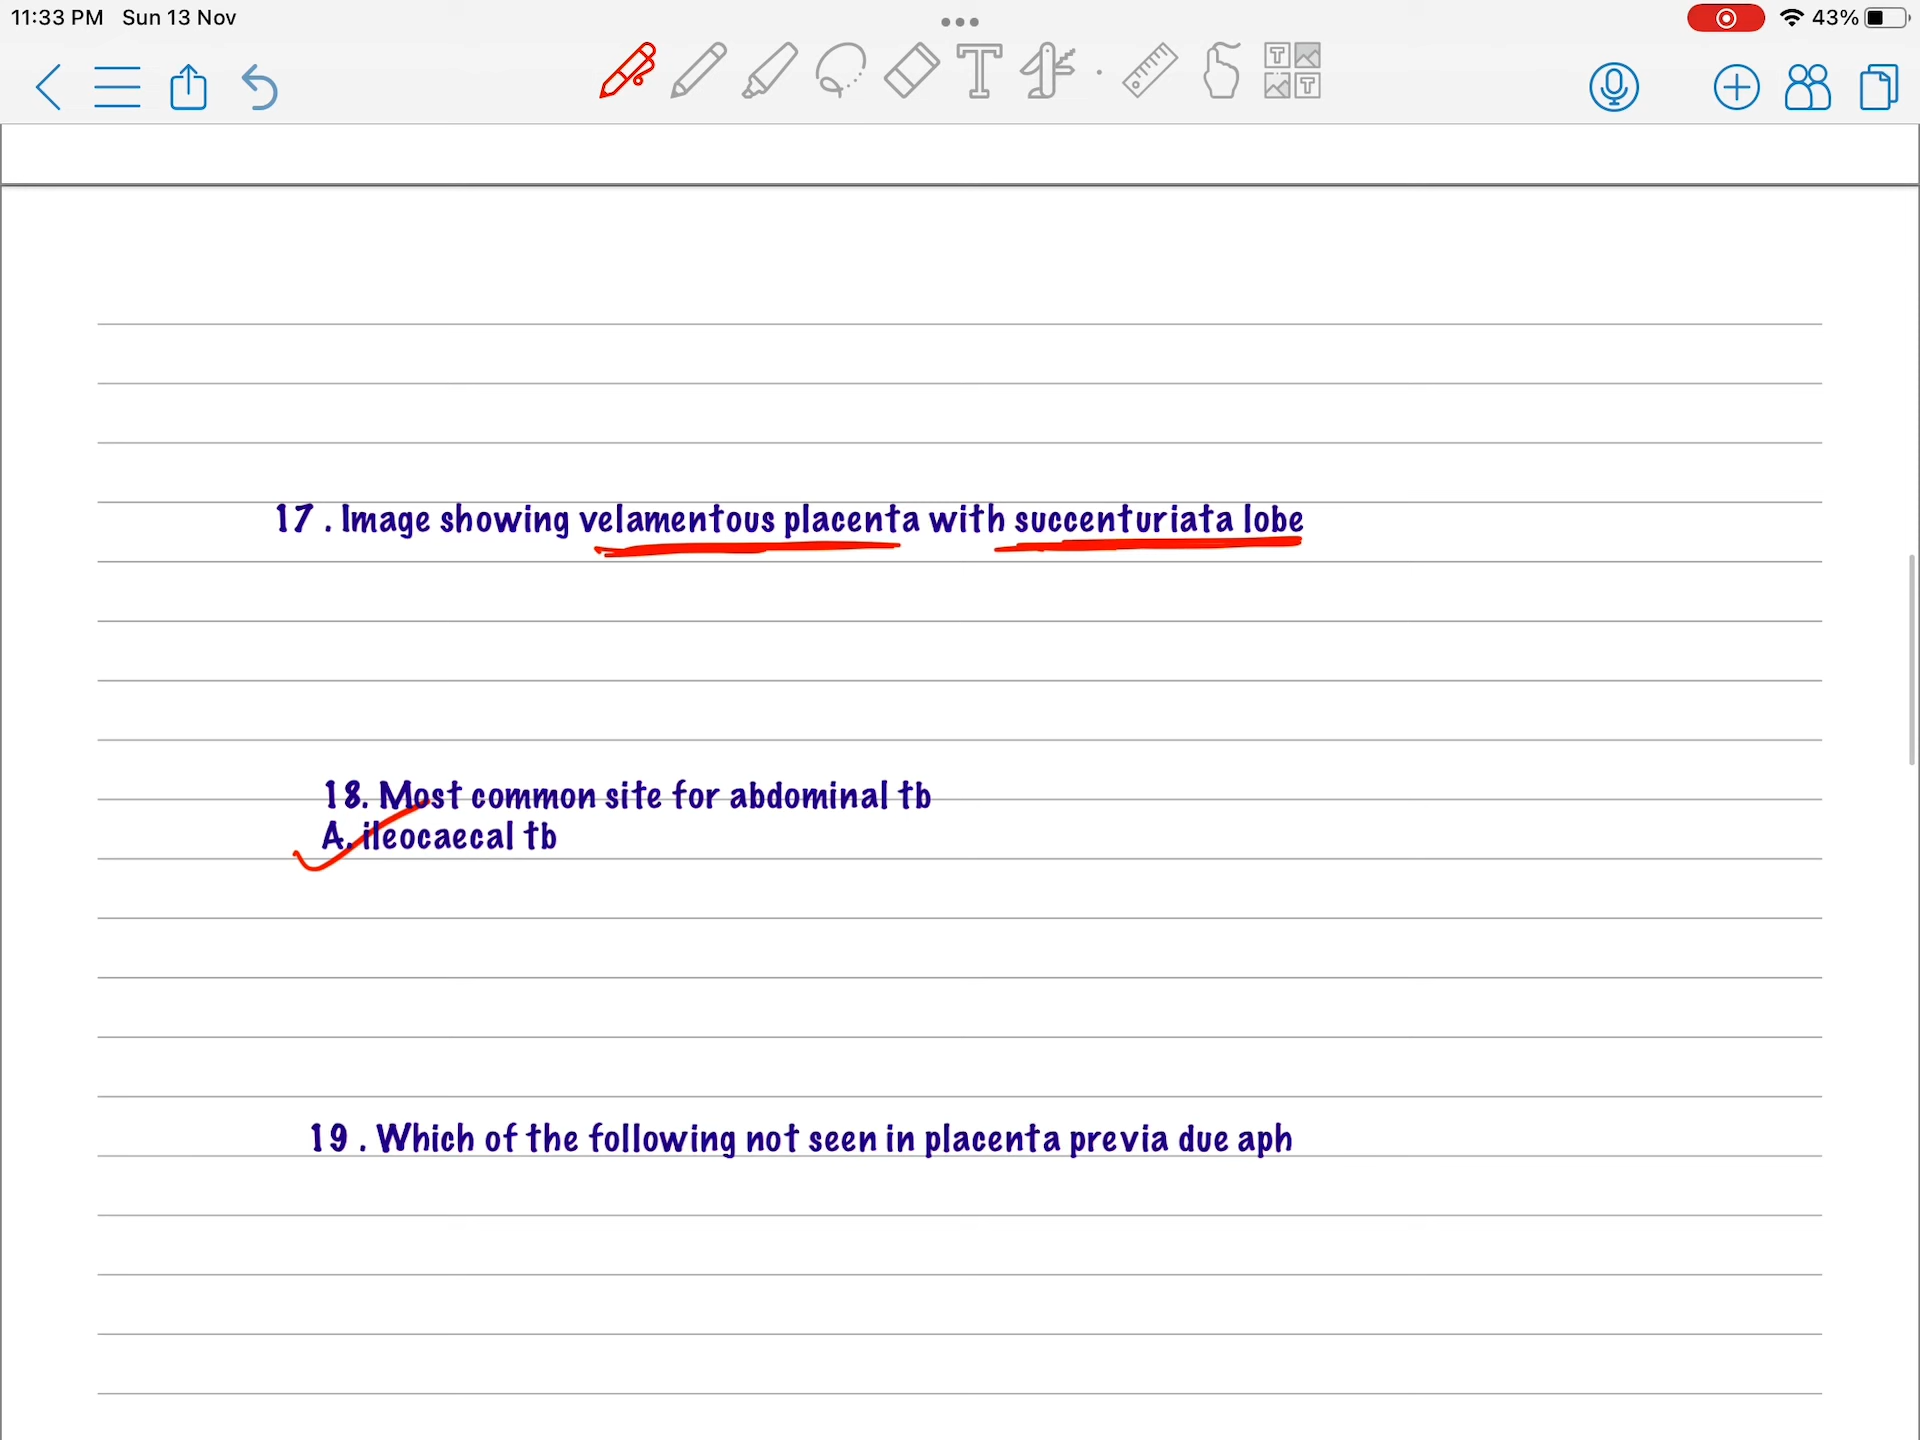 11:33 PM Sun 13 Nov
43%
17 . Image showing velamentous placenta with succenturiata lobe
18. Most common site for abdominal tb
A. ileocaecal tb
19 . Which of the following not seen in placenta previa due aph